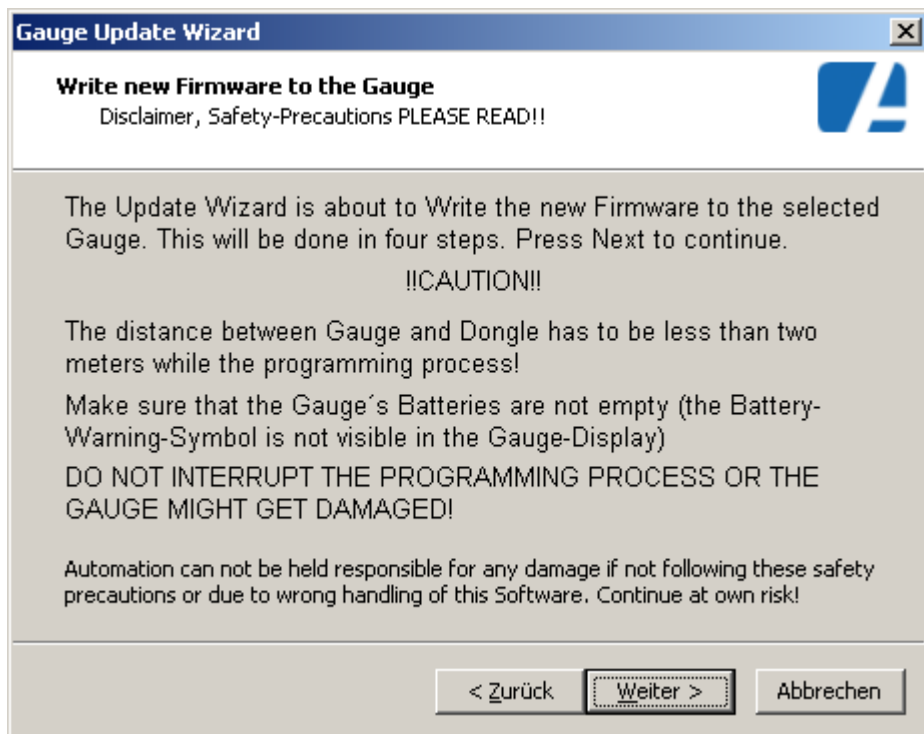 Gauge Update Wizard
Write new Firmware to the Gauge
Disclaimer, Safety-Precautions PLEASE READ!!
The Update Wizard is about to Write the new Firmware to the selected
Gauge. This will be done in four steps. Press Next to continue.
!!CAUTION!!
The distance between Gauge and Dongle has to be less than two
meters while the programming process!
Make sure that the Gauge´s Batteries are not empty (the Battery-
Warning-Symbol is not visible in the Gauge-Display)
DO NOT INTERRUPT THE PROGRAMMING PROCESS OR THE
GAUGE MIGHT GET DAMAGED!
Automation can not be held responsible for any damage if not following these safety
precautions or due to wrong handling of this Software. Continue at own risk!
< Zurück Weiter > Abbrechen